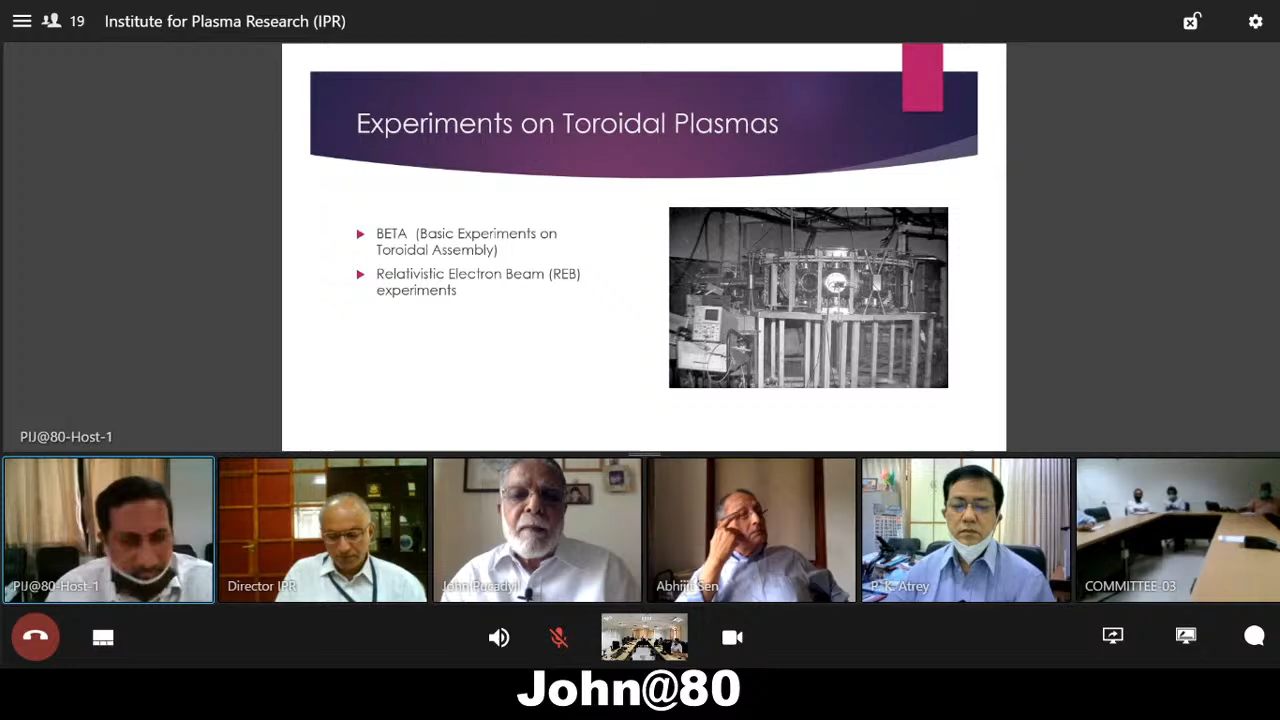 19 Institute for Plasma Research (IPR)
Experiments on Toroidal Plasmas
BETA (Basic Experiments on
Toroidal Assembly)
Relativistic Electron Beam (REB)
experiments
PIJ@80-Host-1
PIJ@80-Host-1
Director IPR
John Pucadyil
Abhijit Sen
P. K. Atrey
COMMITTEE-03
John@80